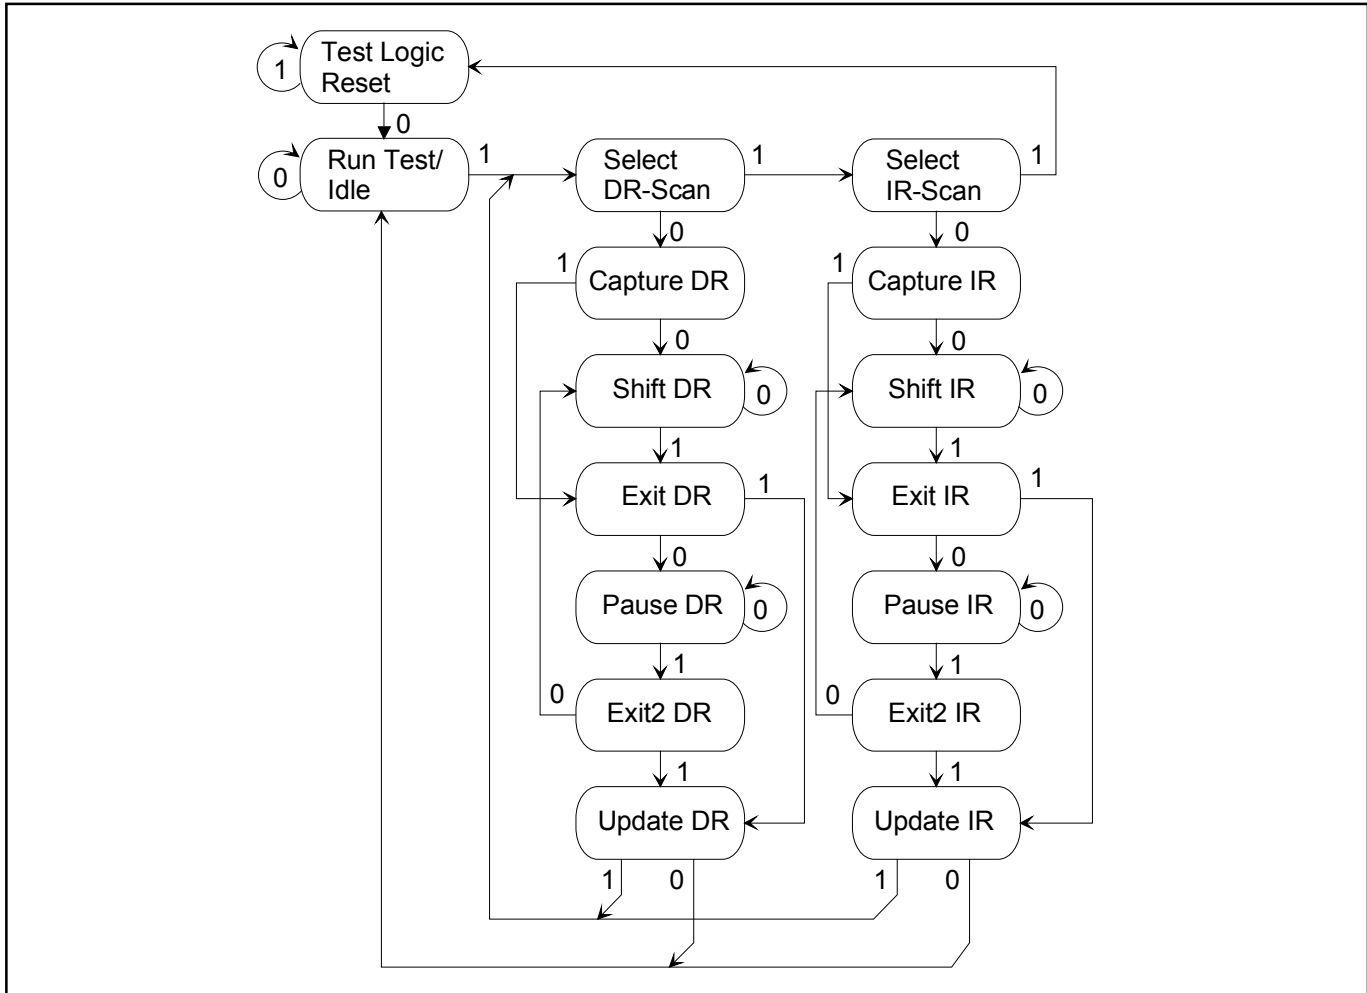 Test Logic
Reset
1
0
Run Test/
Idle
0
1
Select
DR-Scan
1
Select
IR-Scan
1
0
0
1
Capture DR
1
Capture IR
0
0
Shift DR
0
Shift IR
0
1
1
Exit DR
1
Exit IR
1
0
0
Pause DR
0
Pause IR
0
1
1
0
Exit2 DR
0
Exit2 IR
1
1
Update DR
Update IR
1
0
1
0